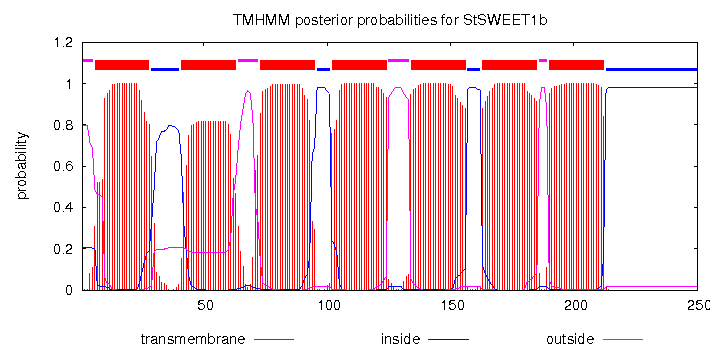 TMHMM posterior probabilities for StSWEET1b
1.2
1
0.8
0.6
0.4
0.2
0
probability
50 100 150 200 250
transmembrane inside outside